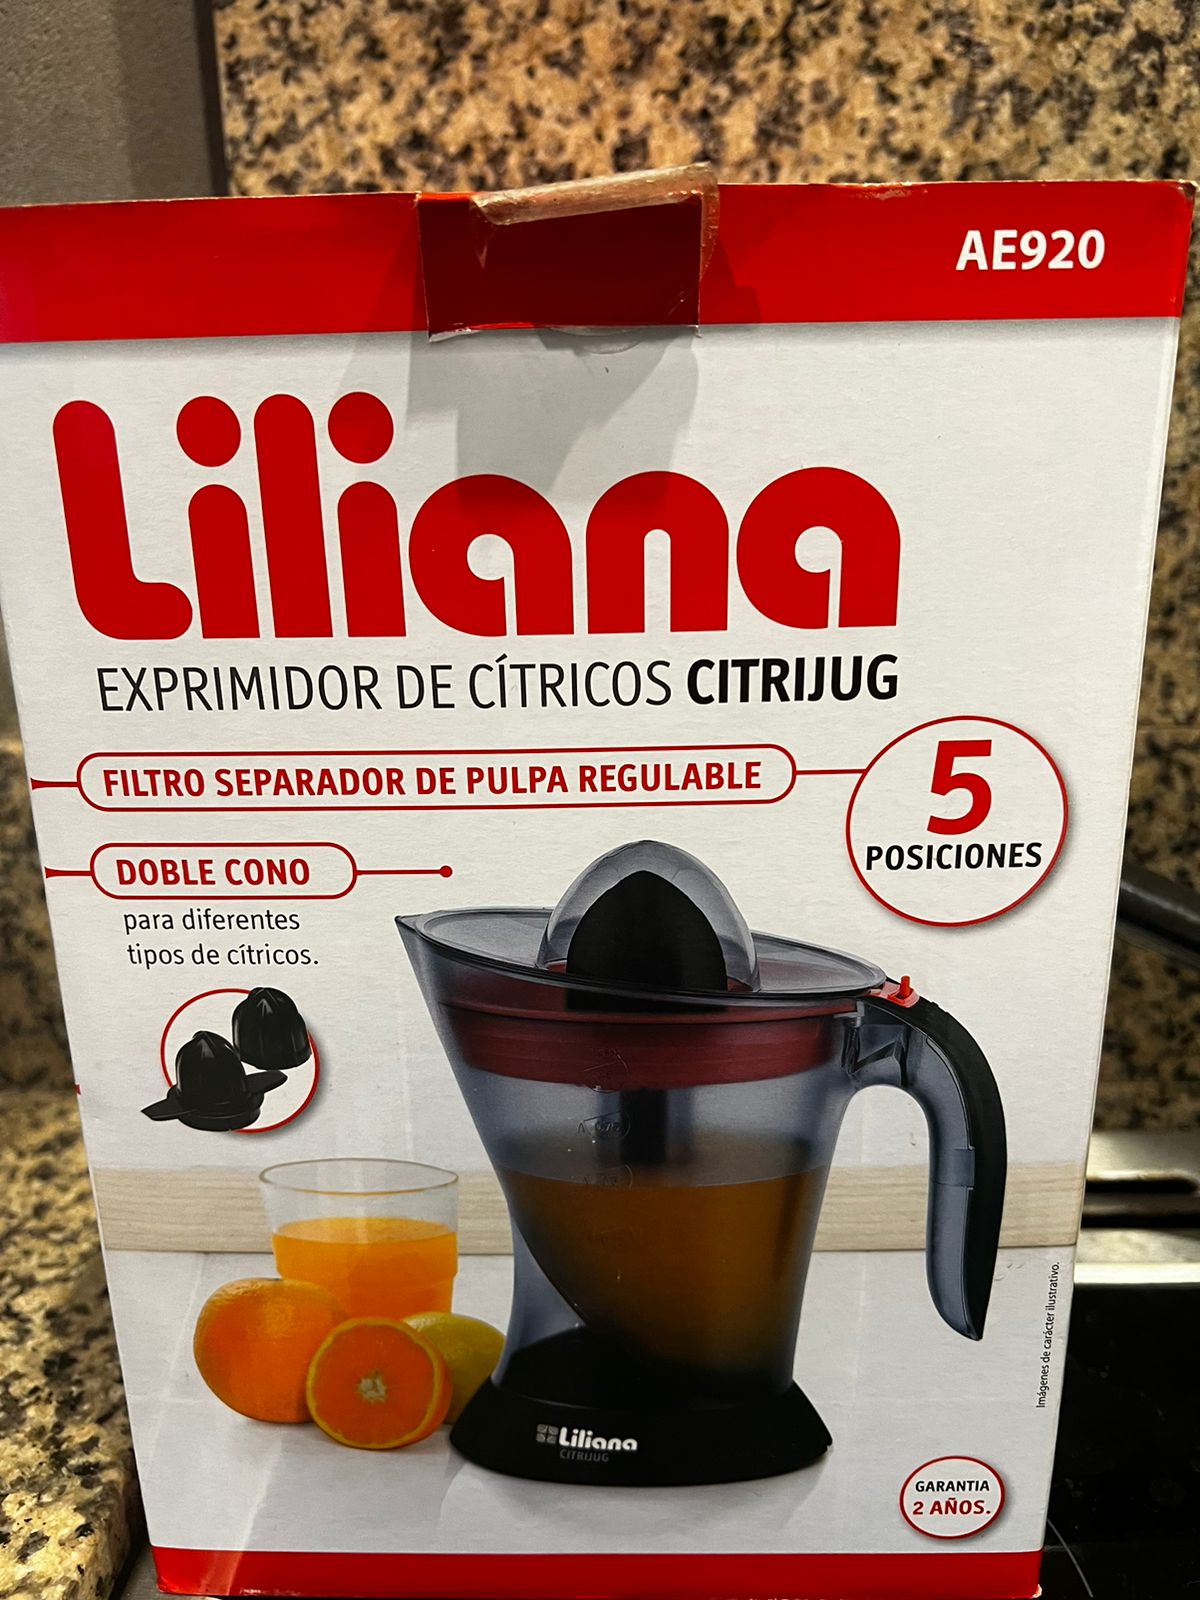 AE920
Liliana
EXPRIMIDOR DE CÍTRICOS CITRIJUG
FILTRO SEPARADOR DE PULPA REGULABLE
5
POSICIONES
DOBLE CONO
para diferentes
tipos de cítricos.
Liliana
CITRIJUG
Imágenes de carácter ilustrativo.
GARANTIA
2 AÑOS.